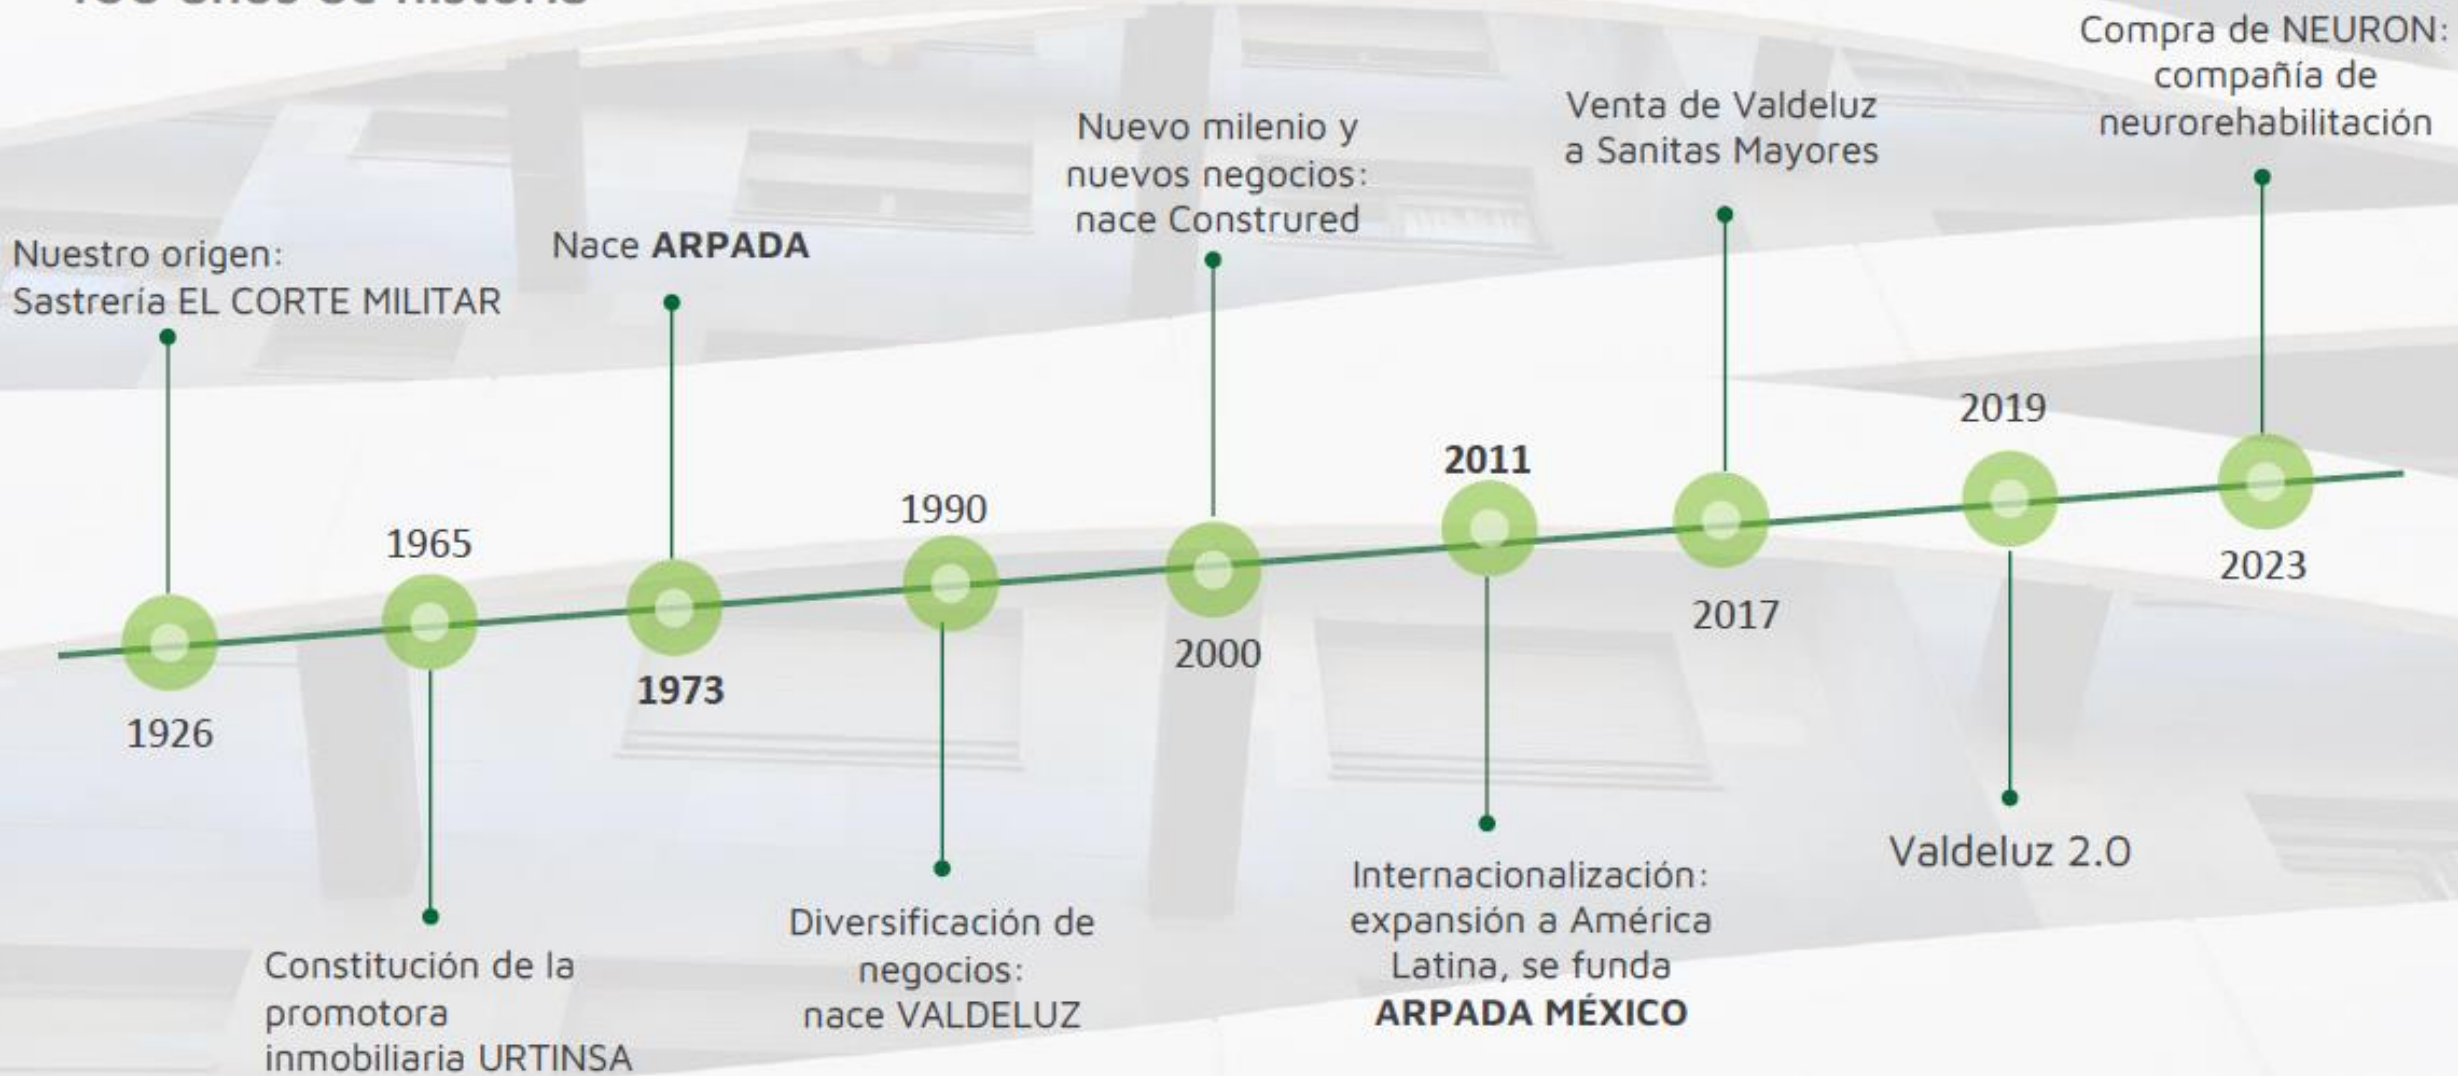 Compra de NEURON:
compañía de
neurorehabilitación
Venta de Valdeluz
a Sanitas Mayores
Nuevo milenio y
nuevos negocios:
nace Construred
Nace ARPADA
Nuestro origen:
Sastrería EL CORTE MILITAR
2019
2011
1990
1965
2023
2017
2000
1973
1926
Valdeluz 2.0
Internacionalización:
expansión a América
Latina, se funda
ARPADA MÉXICO
Diversificación de
negocios:
nace VALDELUZ
Constitución de la
promotora
inmobiliaria URTINSA